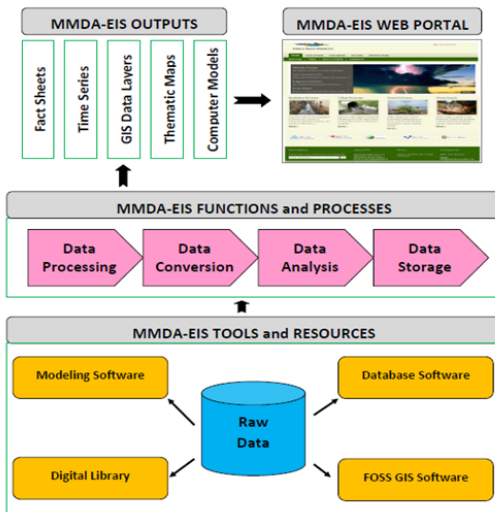 MMDA-EIS OUTPUTS
MMDA-EIS WEB PORTAL
Fact Sheets
Time Series
GIS Data Layers
Thematic Maps
Computer Models
MMDA-EIS FUNCTIONS and PROCESSES
Data
Processing
Data
Conversion
Data
Analysis
Data
Storage
MMDA-EIS TOOLS and RESOURCES
Modeling Software
Database Software
Raw
Data
Digital Library
FOSS GIS Software